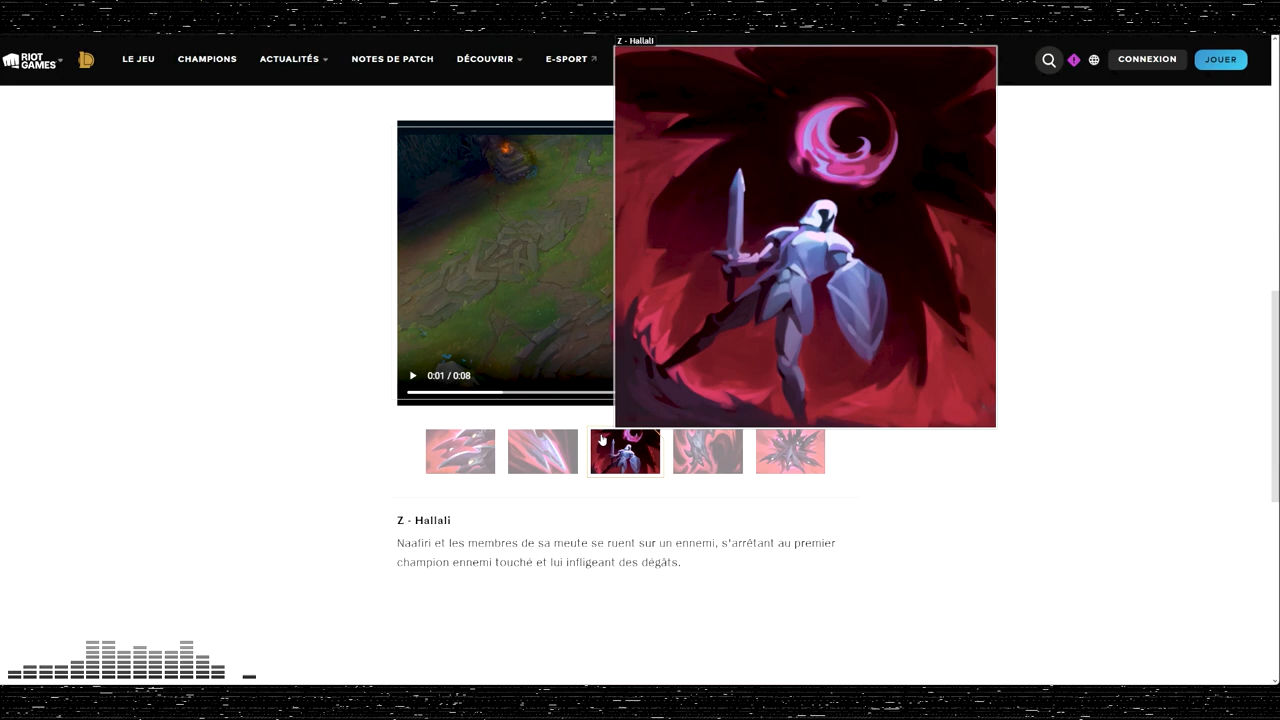 Z - Hallali
RIOT
GAMES
LE JEU CHAMPIONS ACTUALITÉS NOTES DE PATCH DÉCOUVRIR E-SPORT CONNEXION JOUER
0:01 / 0:08
Z - Hallali
Naafiri et les membres de sa meute se ruent sur un ennemi, s'arrêtant au premier
champion ennemi touché et lui infligeant des dégâts.